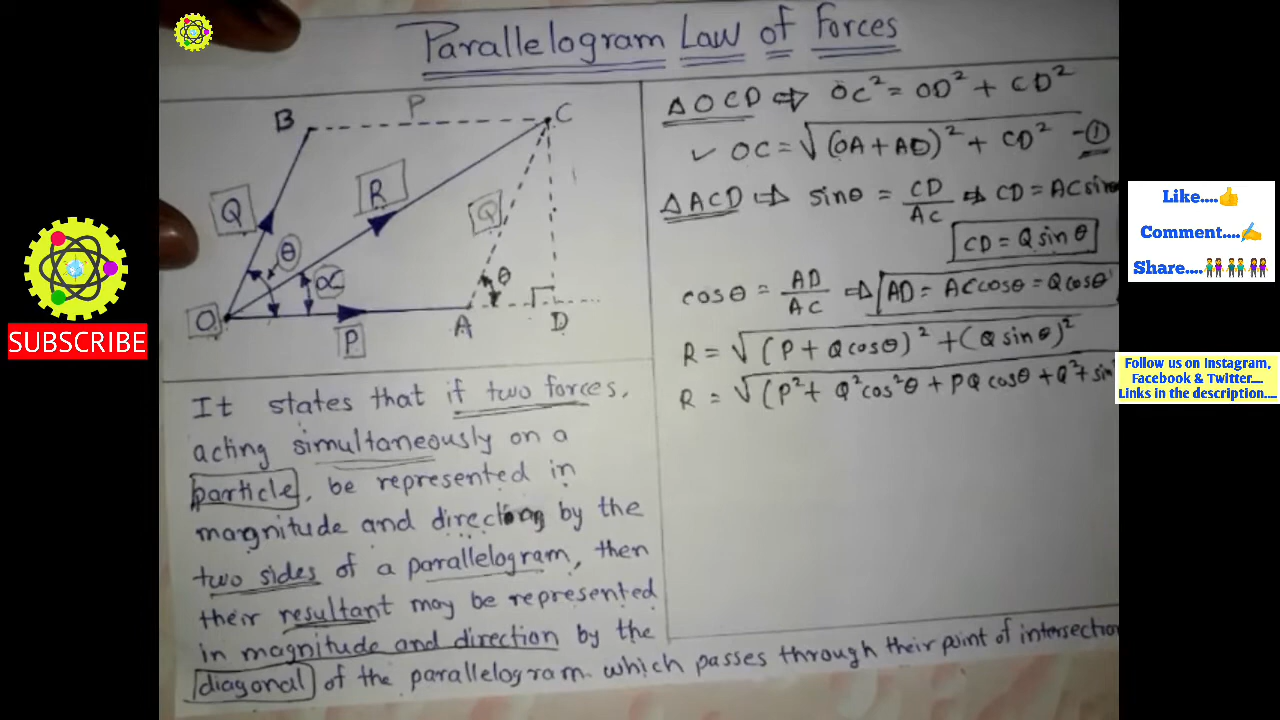 Parallelogram Law of Forces
B
P
C
Q
R
Q
θ
α
θ
O
P
A
D
It states that if two forces,
acting simultaneously on a
particle, be represented in
magnitude and direction by the
two sides of a parallelogram, then
their resultant may be represented
in magnitude and direction by the
diagonal of the parallelogram. which passes through their point of intersection
△OCD ⇒ OC² = OD² + CD²
✓ OC = √(OA+AD)² + CD² -①
△ACD ⇒ sinθ = CD/AC ⇒ CD = AC sinθ
CD = Q sin θ
cosθ = AD/AC ⇒ AD = AC cosθ = Q cosθ
R = √(P + Q cosθ)² + (Q sin θ)²
R = √(P² + Q² cos²θ + PQ cosθ + Q² + sin²
SUBSCRIBE
Like....👍
Comment....✍
Share....👫👫
Follow us on Instagram,
Facebook & Twitter....
Links in the description....